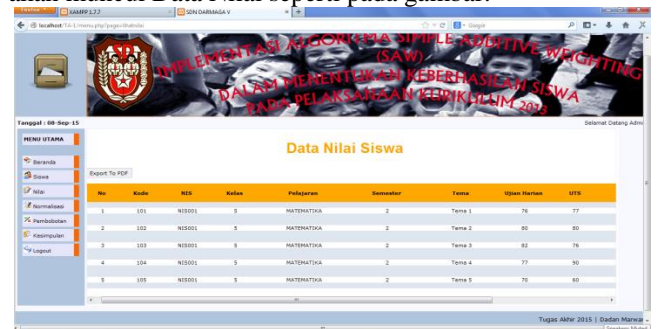 akan muncul Data Nilai seperti pada gambar.
XAMPP 1.7.7
SDN DARMAGA V
localhost/TA-1/menu.php?page=lihatnilai
Google
IMPLEMENTASI ALGORITMA SIMPLE ADDITIVE WEIGHTING
(SAW)
DALAM MENENTUKAN KEBERHASILAN SISWA
PADA PELAKSANAAN KURIKULUM 2013
Tanggal : 08-Sep-15
Selamat Datang Admi
MENU UTAMA
Beranda
Siswa
Nilai
Normalisasi
Pembobotan
Kesimpulan
Logout
Data Nilai Siswa
Export To PDF
No Kode NIS Kelas Pelajaran Semester Tema Ujian Harian UTS
1 101 NIS001 5 MATEMATIKA 2 Tema 1 76 77
2 102 NIS001 5 MATEMATIKA 2 Tema 2 80 80
3 103 NIS001 5 MATEMATIKA 2 Tema 3 82 76
4 104 NIS001 5 MATEMATIKA 2 Tema 4 77 90
5 105 NIS001 5 MATEMATIKA 2 Tema 5 70 60
Tugas Akhir 2015 | Dadan Marwan